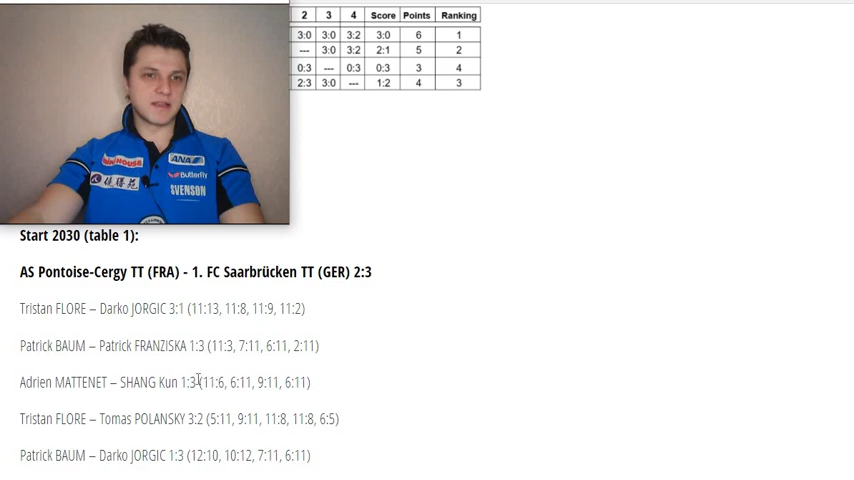 2 3 4 Score Points Ranking
3:0 3:0 3:2 3:0 6 1
--- 3:0 3:2 2:1 5 2
0:3 --- 0:3 0:3 3 4
2:3 3:0 --- 1:2 4 3
ANA
Butterfly
SVENSON
Start 2030 (table 1):
AS Pontoise-Cergy TT (FRA) - 1. FC Saarbrücken TT (GER) 2:3
Tristan FLORE – Darko JORGIC 3:1 (11:13, 11:8, 11:9, 11:2)
Patrick BAUM – Patrick FRANZISKA 1:3 (11:3, 7:11, 6:11, 2:11)
Adrien MATTENET – SHANG Kun 1:3 (11:6, 6:11, 9:11, 6:11)
Tristan FLORE – Tomas POLANSKY 3:2 (5:11, 9:11, 11:8, 11:8, 6:5)
Patrick BAUM – Darko JORGIC 1:3 (12:10, 10:12, 7:11, 6:11)